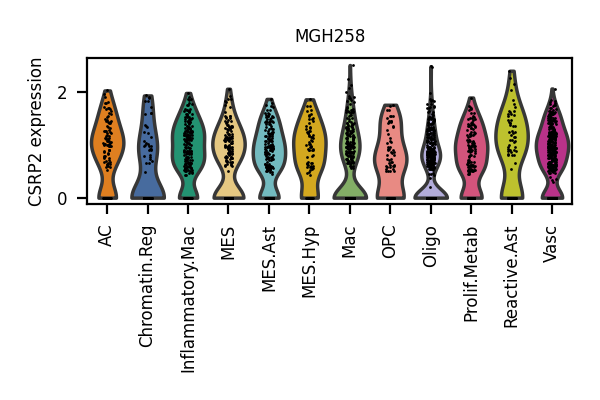 MGH258
CSRP2 expression
2
0
AC
Chromatin.Reg
Inflammatory.Mac
MES
MES.Ast
MES.Hyp
Mac
OPC
Oligo
Prolif.Metab
Reactive.Ast
Vasc